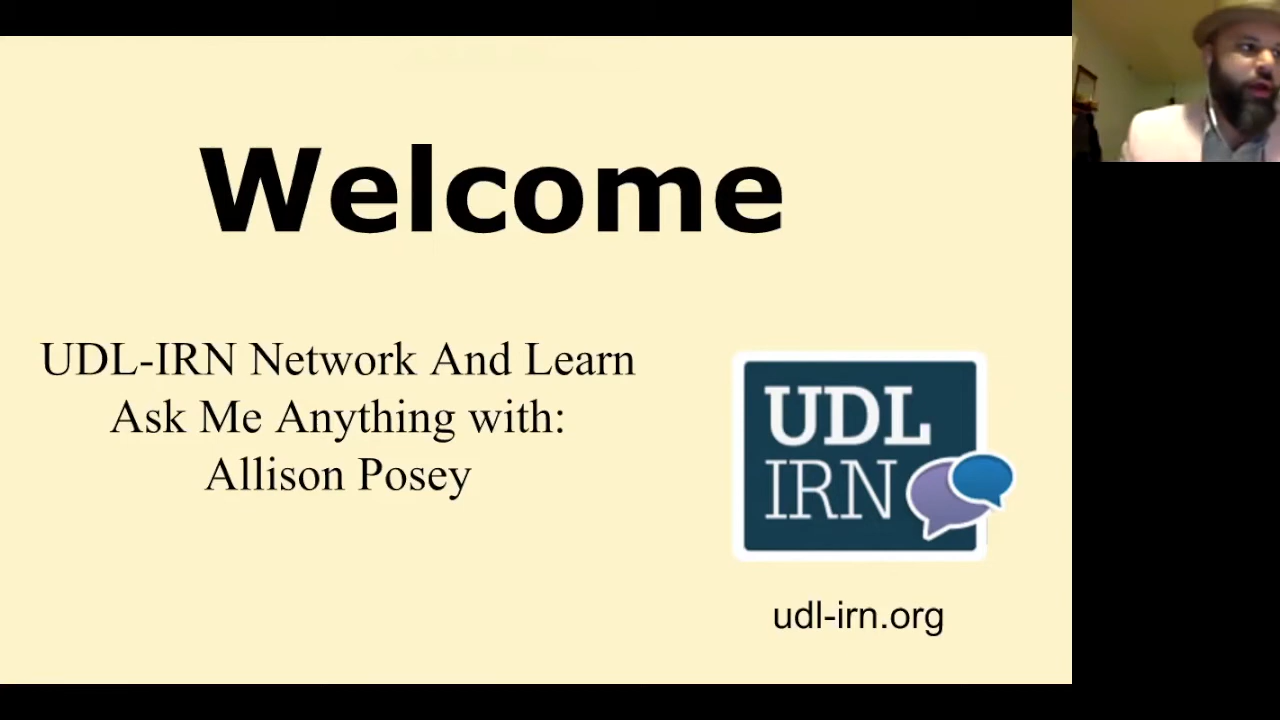 Welcome
UDL-IRN Network And Learn
Ask Me Anything with:
Allison Posey
UDL
IRN
udl-irn.org